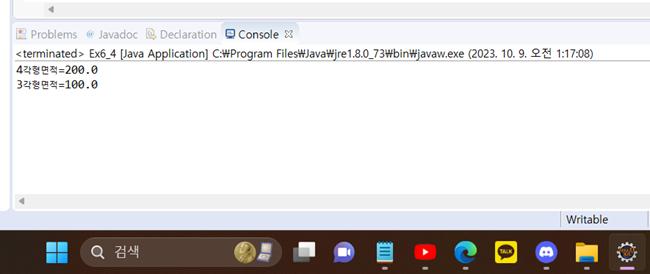 Problems Javadoc Declaration Console
<terminated> Ex6_4 [Java Application] C:₩Program Files₩Java₩jre1.8.0_73₩bin₩javaw.exe (2023. 10. 9. 오전 1:17:08)
4각형면적=200.0
3각형면적=100.0
Writable
검색
TALK